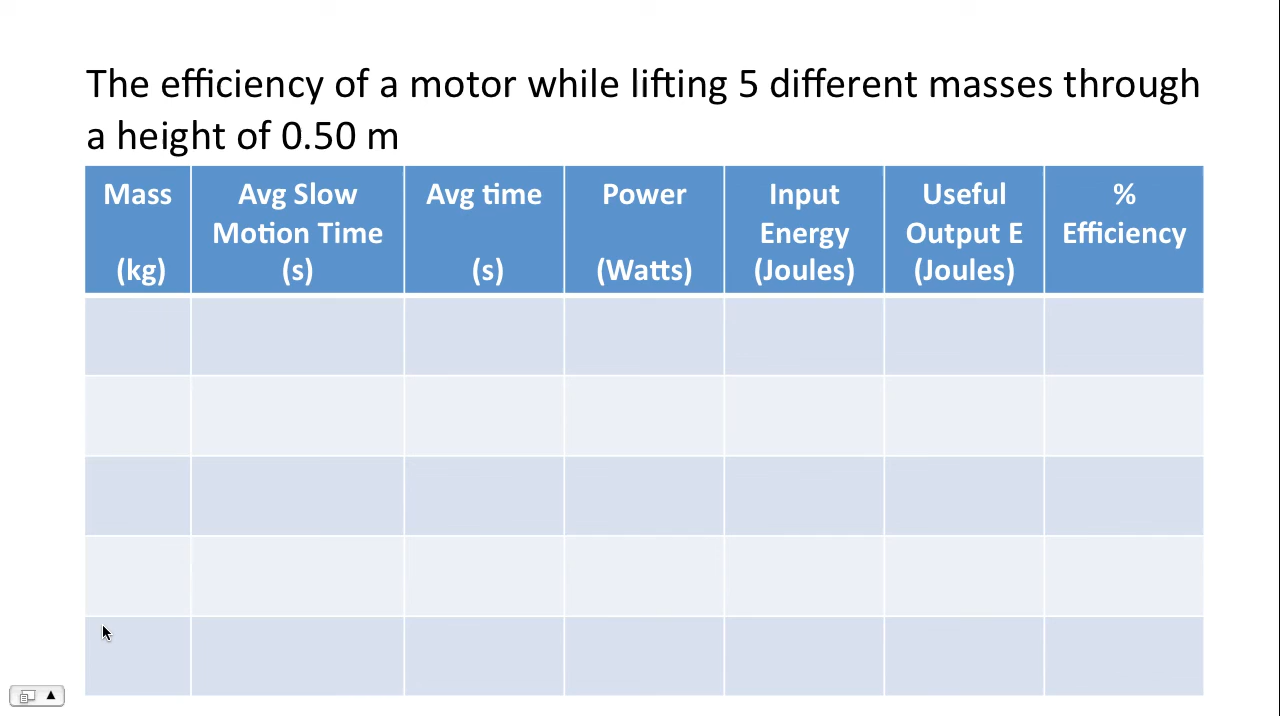 The efficiency of a motor while lifting 5 different masses through
a height of 0.50 m
Mass
(kg)
Avg Slow
Motion Time
(s)
Avg time
(s)
Power
(Watts)
Input
Energy
(Joules)
Useful
Output E
(Joules)
%
Efficiency